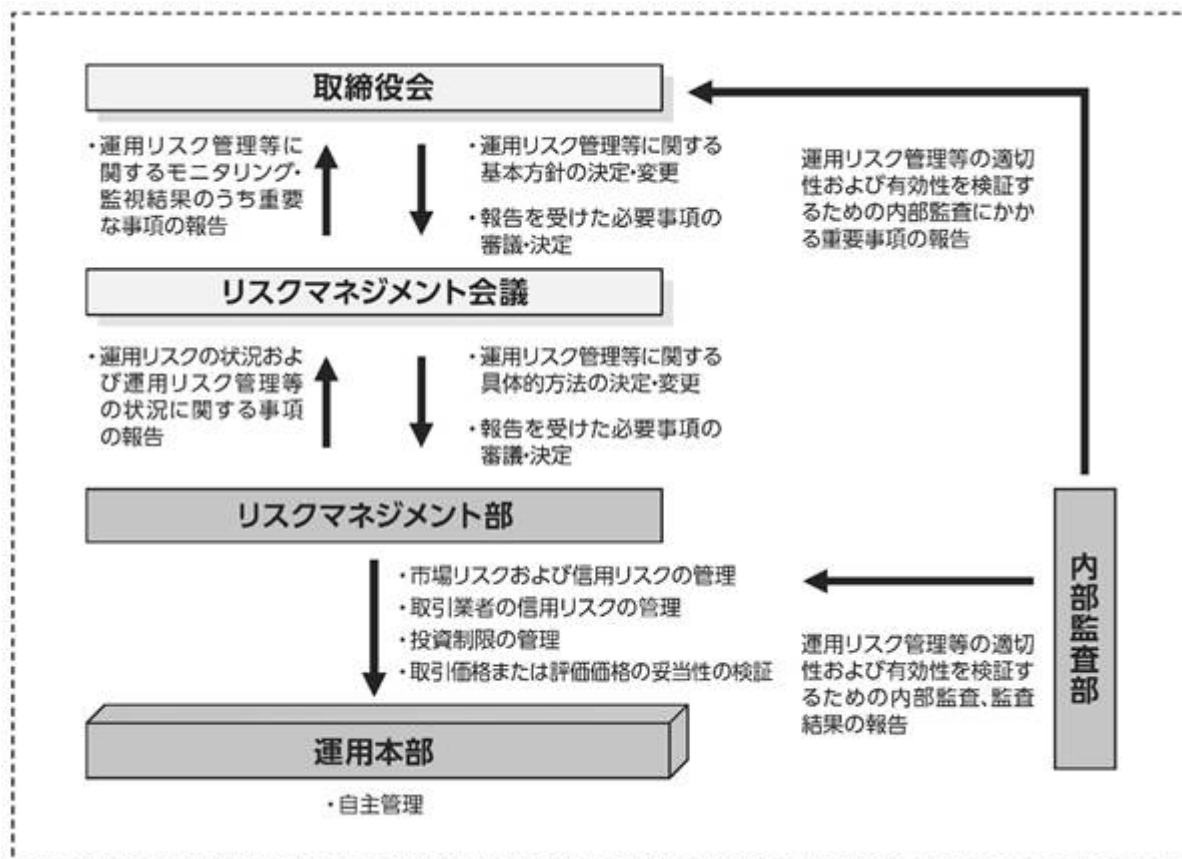 取締役会
・運用リスク管理等に
関するモニタリング・
監視結果のうち重要
な事項の報告
・運用リスク管理等に関する
基本方針の決定・変更
・報告を受けた必要事項の
審議・決定
運用リスク管理等の適切
性および有効性を検証す
るための内部監査にかか
る重要事項の報告
リスクマネジメント会議
・運用リスクの状況およ
び運用リスク管理等
の状況に関する事項
の報告
・運用リスク管理等に関する
具体的方法の決定・変更
・報告を受けた必要事項の
審議・決定
リスクマネジメント部
・市場リスクおよび信用リスクの管理
・取引業者の信用リスクの管理
・投資制限の管理
・取引価格または評価価格の妥当性の検証
内部監査部
運用リスク管理等の適切
性および有効性を検証す
るための内部監査、監査
結果の報告
運用本部
・自主管理